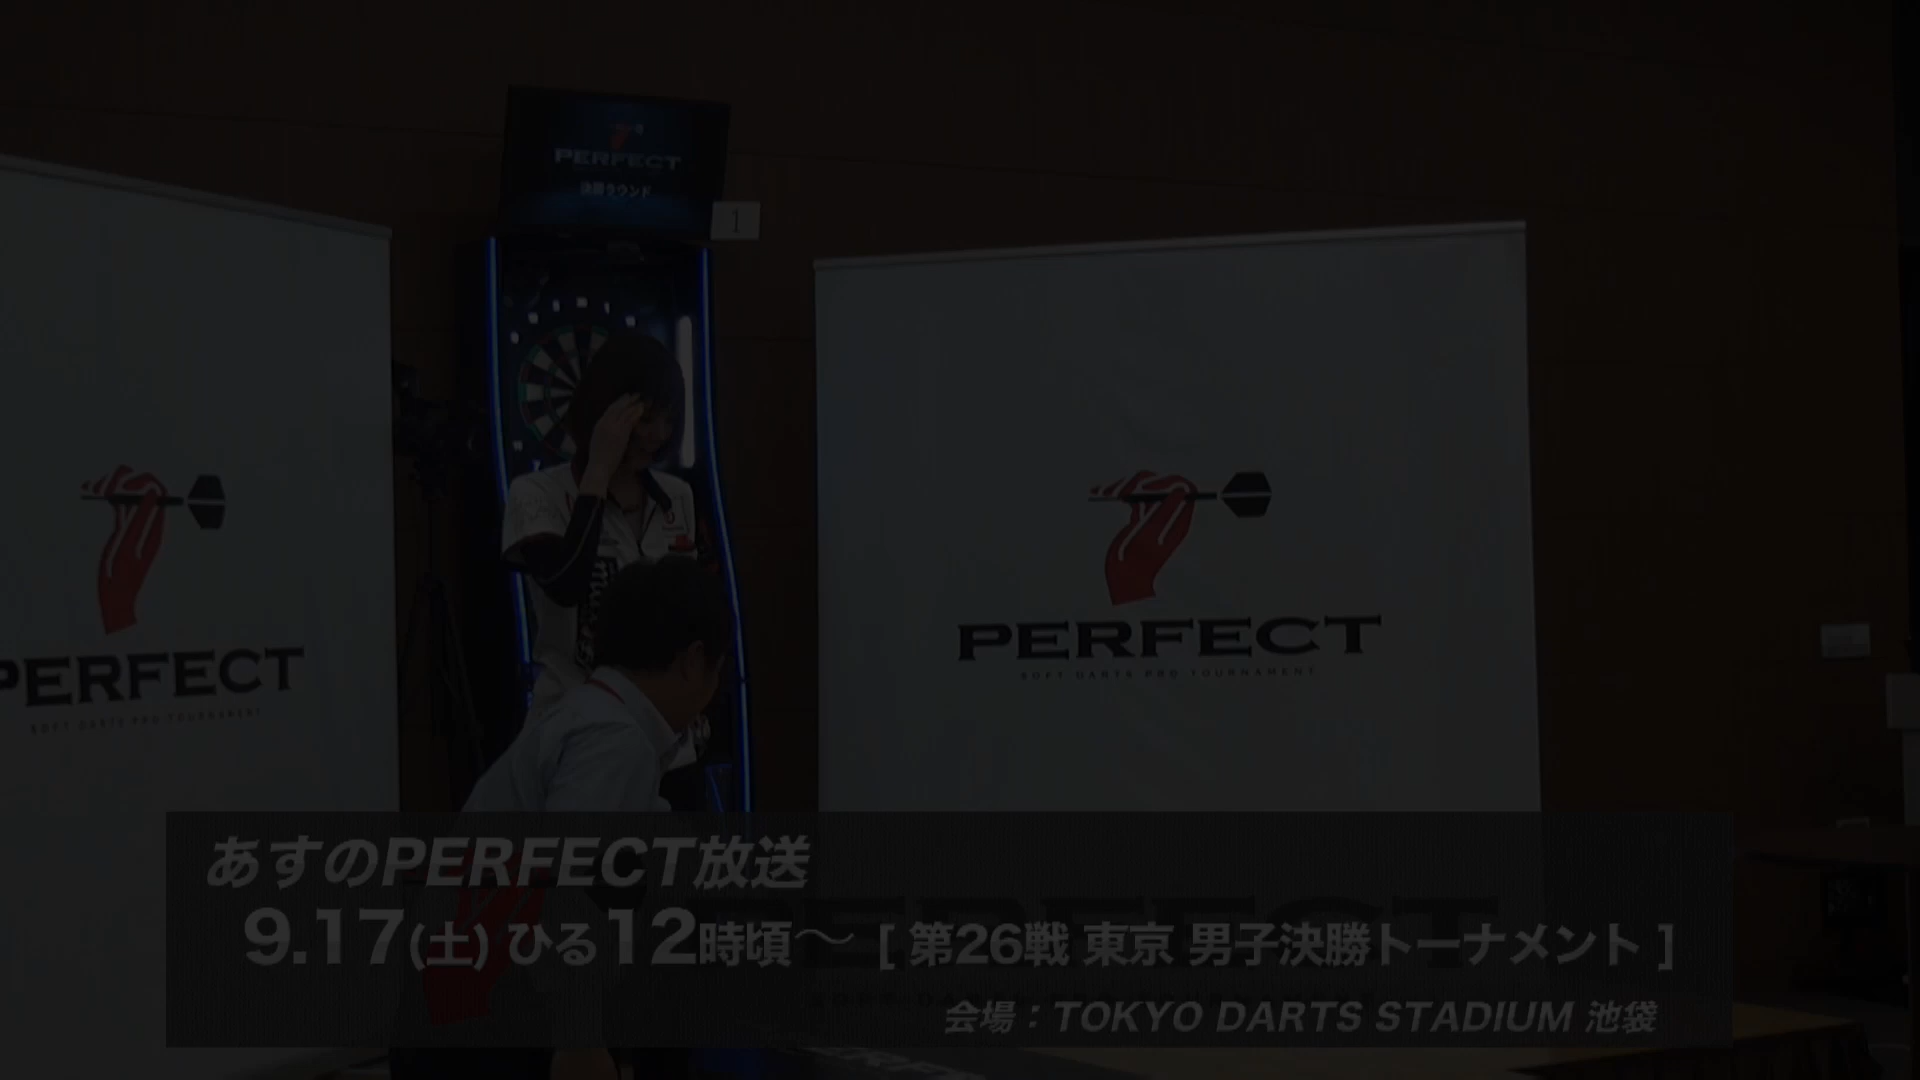 PERFECT
決勝ラウンド
1
PERFECT
SOFT DARTS PRO TOURNAMENT
PERFECT
SOFT DARTS PRO TOURNAMENT
あすのPERFECT放送
9.17(土) ひる12時頃～ [ 第26戦 東京 男子決勝トーナメント ]
PERFECT
会場：TOKYO DARTS STADIUM 池袋